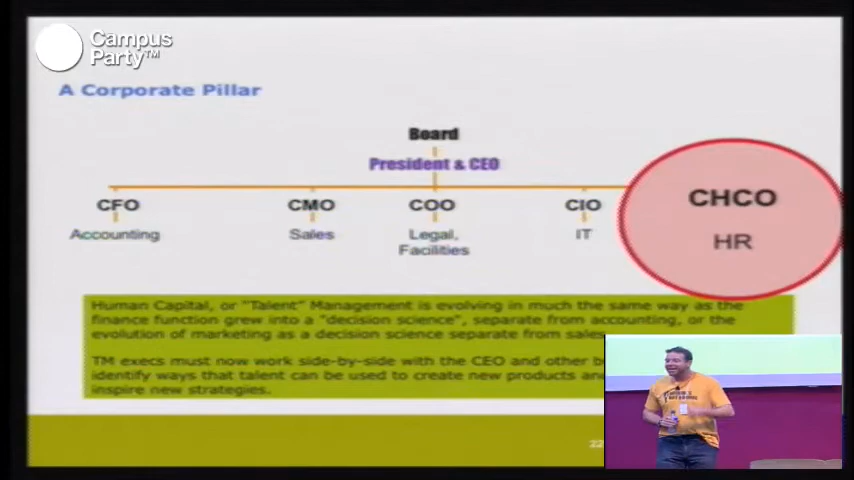 Campus
Party™
A Corporate Pillar
Board
President & CEO
CFO
CMO
COO
CIO
CHCO
Accounting
Sales
Legal,
Facilities
IT
HR
Human Capital, or "Talent" Management is evolving in much the same way as the
finance function grew into a "decision science", separate from accounting, or the
evolution of marketing as a decision science separate from sales
TM execs must now work side-by-side with the CEO and other
identify ways that talent can be used to create new products and
inspire new strategies.
22